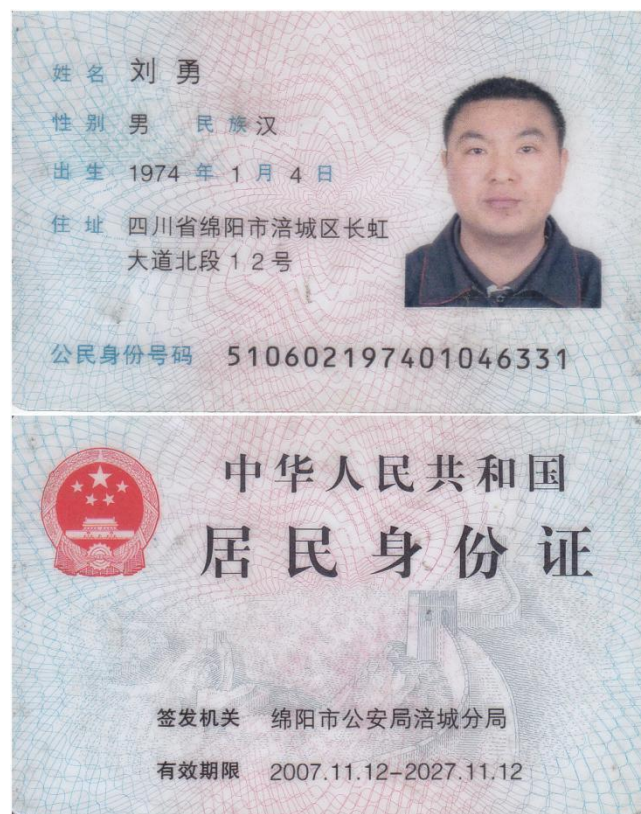 姓名 刘勇
性别 男 民族 汉
出生 1974 年 1 月 4 日
住址 四川省绵阳市涪城区长虹
大道北段12号
公民身份号码 510602197401046331
中华人民共和国
居民身份证
签发机关 绵阳市公安局涪城分局
有效期限 2007.11.12-2027.11.12